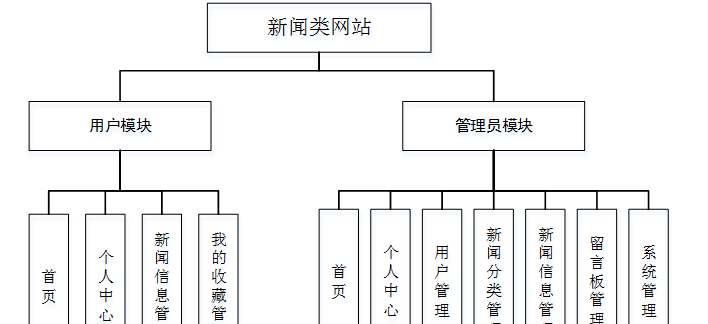 新闻类网站
用户模块
管理员模块
首页
个人中心
新闻信息管
我的收藏管
首页
个人中心
用户管理
新闻分类管
新闻信息管
留言板管理
系统管理